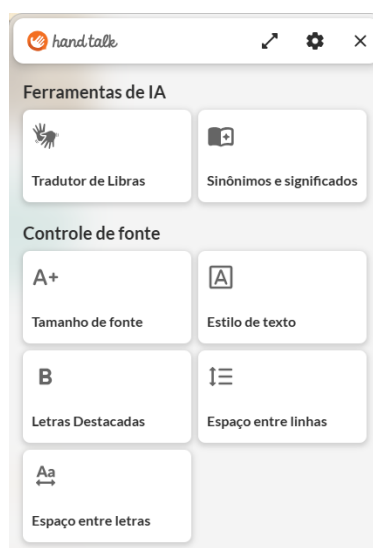 hand talk
Ferramentas de IA
Tradutor de Libras
Sinônimos e significados
Controle de fonte
A+
Tamanho de fonte
A
Estilo de texto
B
Letras Destacadas
Espaço entre linhas
Aa
Espaço entre letras